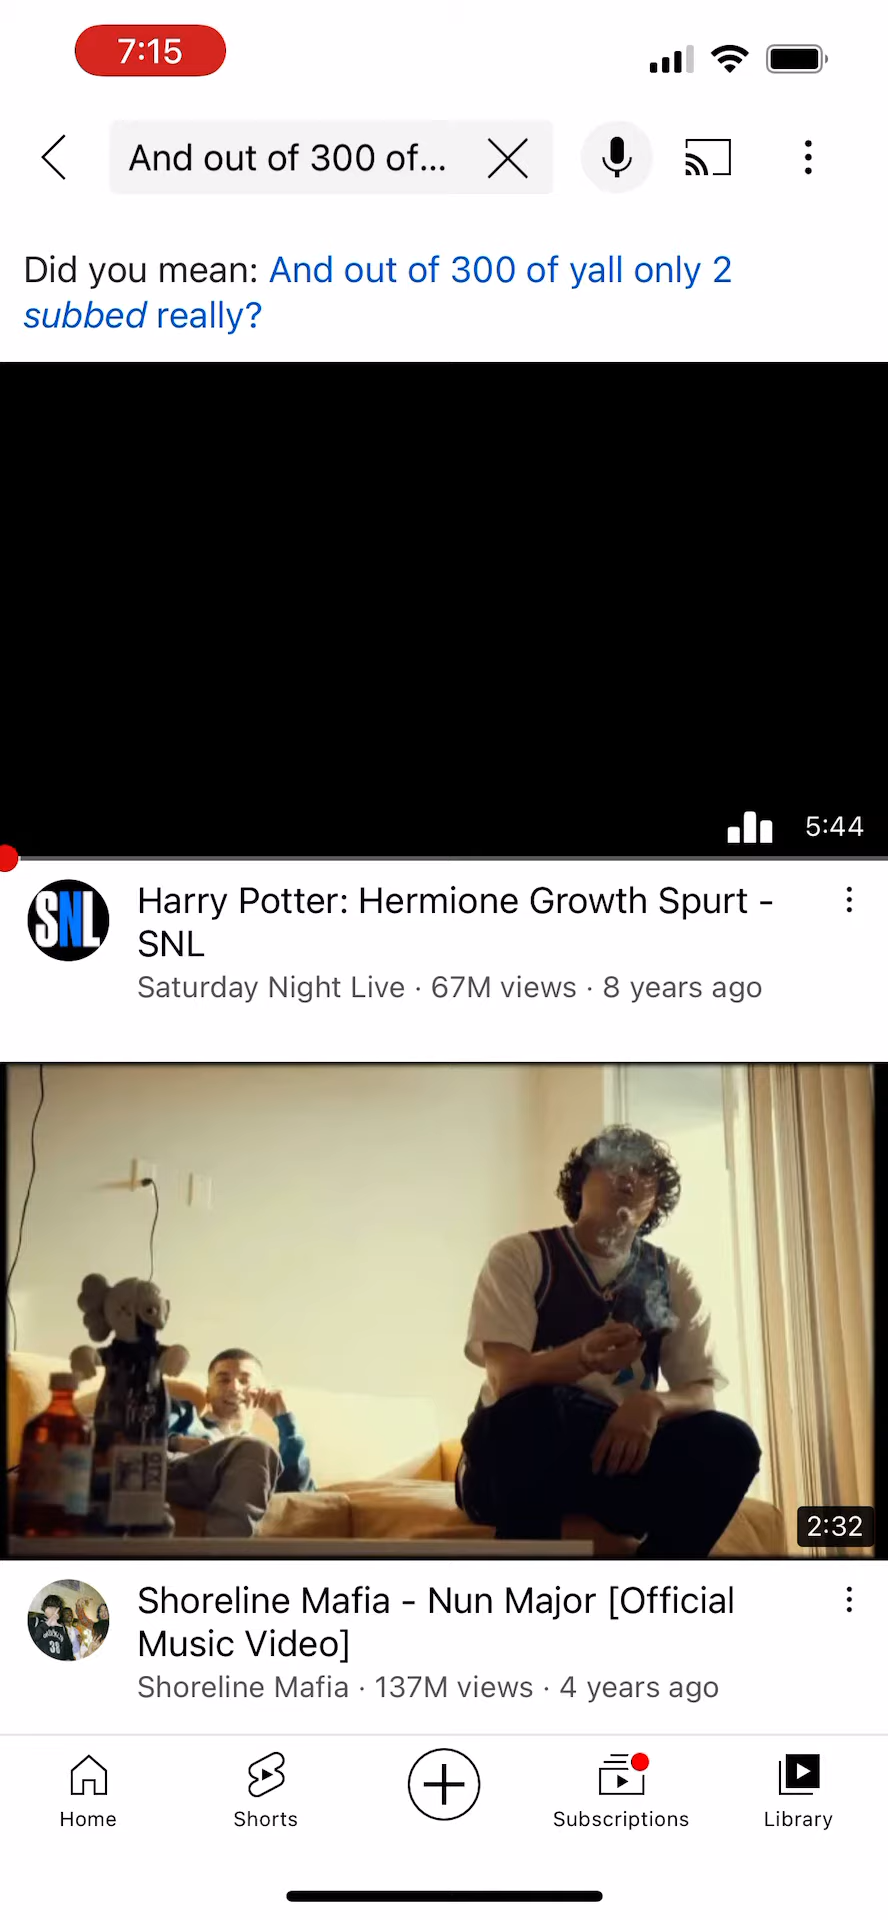 7:15
And out of 300 of...
Did you mean: And out of 300 of yall only 2
subbed really?
5:44
SNL
Harry Potter: Hermione Growth Spurt -
SNL
Saturday Night Live · 67M views · 8 years ago
2:32
Shoreline Mafia - Nun Major [Official
Music Video]
Shoreline Mafia · 137M views · 4 years ago
Home
Shorts
Subscriptions
Library